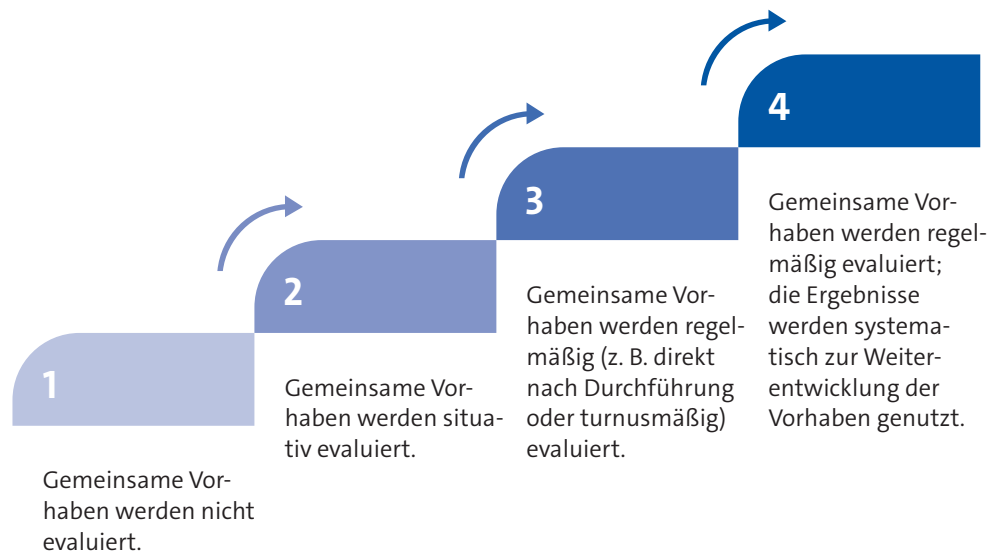 1
Gemeinsame Vor-
haben werden nicht
evaluiert.
2
Gemeinsame Vor-
haben werden situa-
tiv evaluiert.
3
Gemeinsame Vor-
haben werden regel-
mäßig (z. B. direkt
nach Durchführung
oder turnusmäßig)
evaluiert.
4
Gemeinsame Vor-
haben werden regel-
mäßig evaluiert;
die Ergebnisse
werden systema-
tisch zur Weiter-
entwicklung der
Vorhaben genutzt.